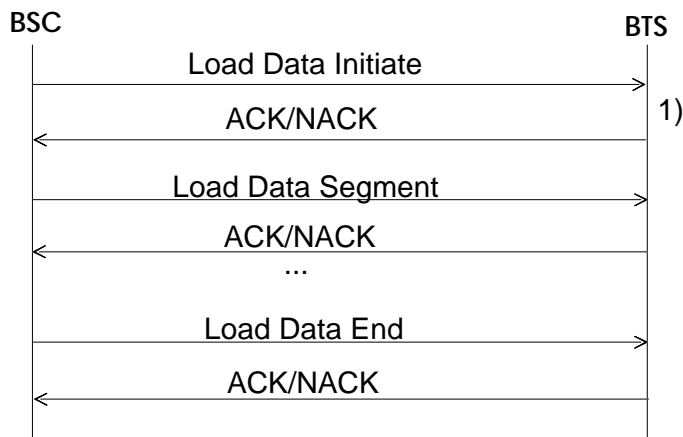 BSC
BTS
Load Data Initiate
1)
ACK/NACK
Load Data Segment
ACK/NACK
...
Load Data End
ACK/NACK